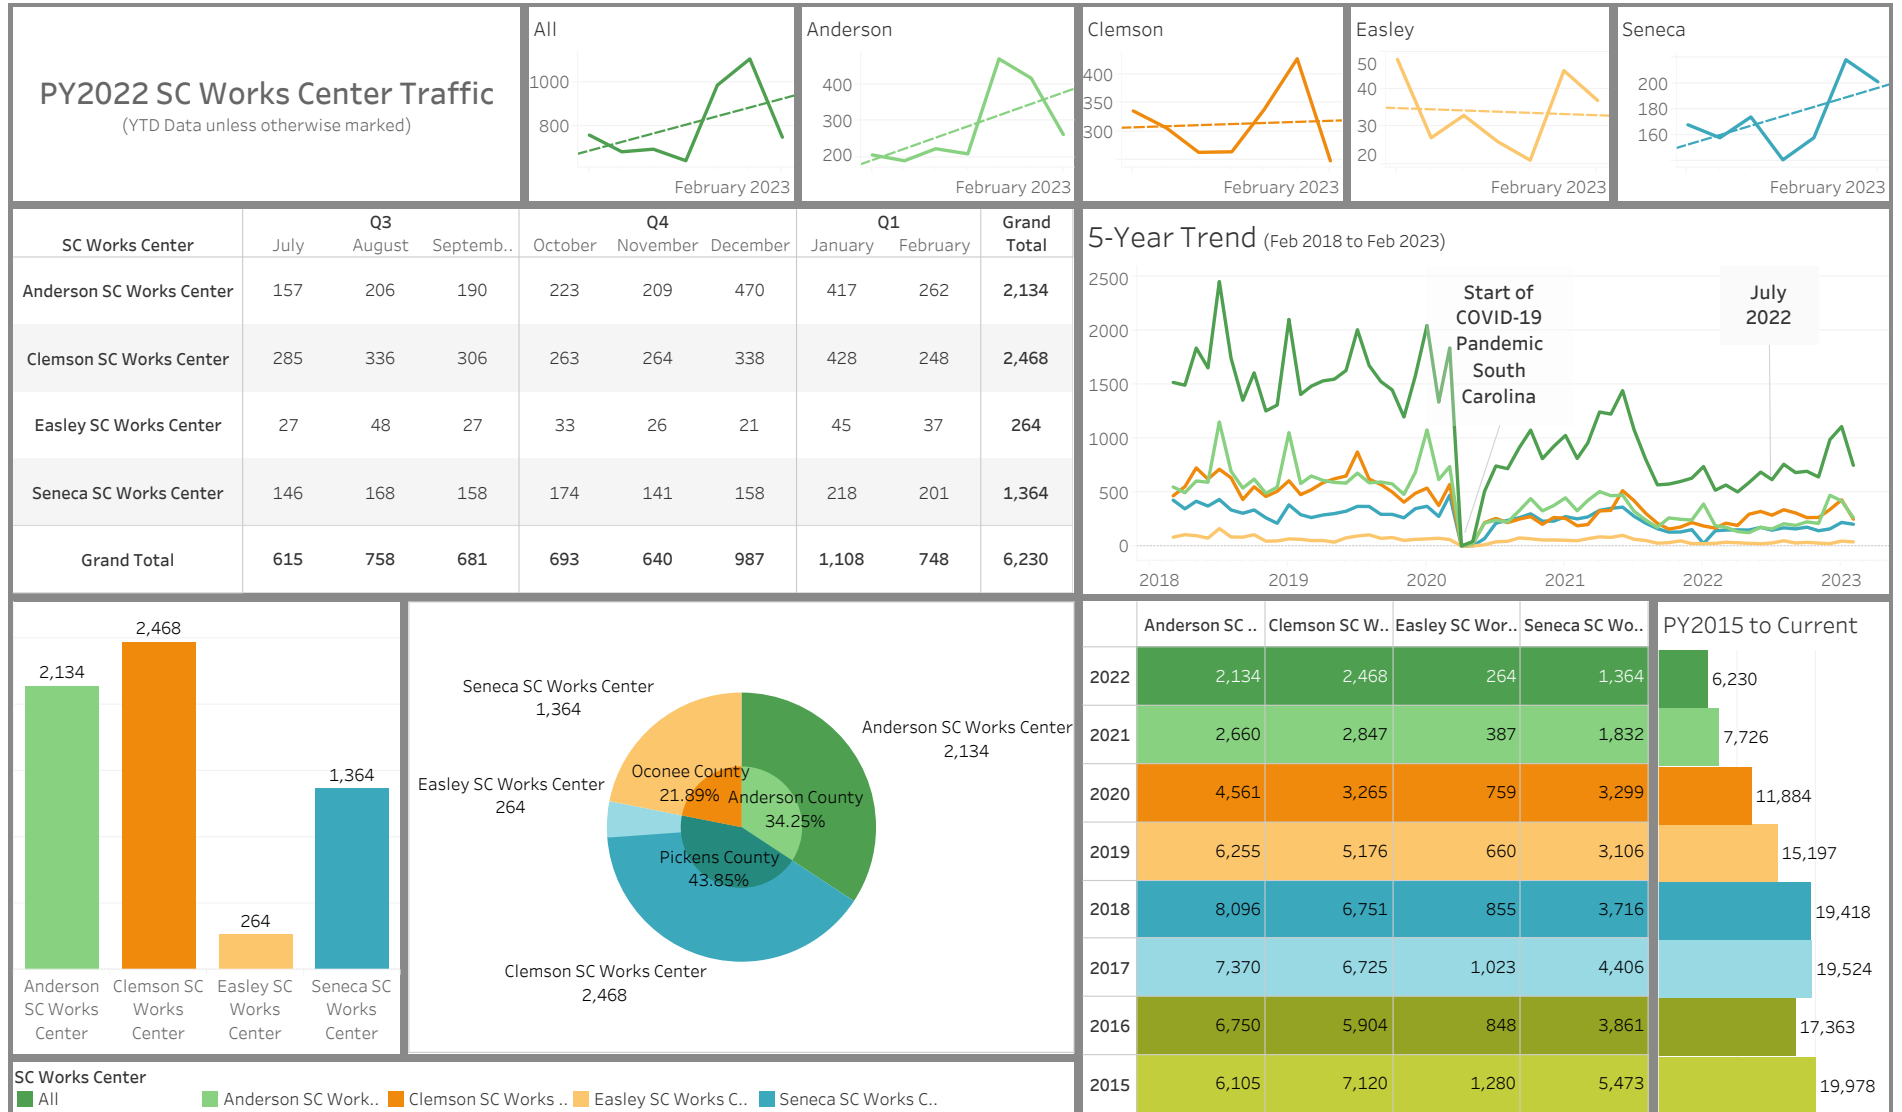 PY2022 SC Works Center Traffic
(YTD Data unless otherwise marked)
All
1000
800
February 2023
Anderson
400
300
200
February 2023
Clemson
400
350
300
February 2023
Easley
50
40
30
20
February 2023
Seneca
200
180
160
February 2023
Q3 Q4 Q1 Grand
SC Works Center July August Septemb.. October November December January February Total
Anderson SC Works Center 157 206 190 223 209 470 417 262 2,134
Clemson SC Works Center 285 336 306 263 264 338 428 248 2,468
Easley SC Works Center 27 48 27 33 26 21 45 37 264
Seneca SC Works Center 146 168 158 174 141 158 218 201 1,364
Grand Total 615 758 681 693 640 987 1,108 748 6,230
5-Year Trend (Feb 2018 to Feb 2023)
2500
2000
1500
1000
500
0
Start of
COVID-19
Pandemic
South
Carolina
July
2022
2018 2019 2020 2021 2022 2023
2,134
2,468
264
1,364
Anderson
SC Works
Center
Clemson SC
Works
Center
Easley SC
Works
Center
Seneca SC
Works
Center
Seneca SC Works Center
1,364
Anderson SC Works Center
2,134
Easley SC Works Center
264
Oconee County
21.89%
Anderson County
34.25%
Pickens County
43.85%
Clemson SC Works Center
2,468
Anderson SC .. Clemson SC W.. Easley SC Wor.. Seneca SC Wo..
2022 2,134 2,468 264 1,364
2021 2,660 2,847 387 1,832
2020 4,561 3,265 759 3,299
2019 6,255 5,176 660 3,106
2018 8,096 6,751 855 3,716
2017 7,370 6,725 1,023 4,406
2016 6,750 5,904 848 3,861
2015 6,105 7,120 1,280 5,473
PY2015 to Current
6,230
7,726
11,884
15,197
19,418
19,524
17,363
19,978
SC Works Center
All Anderson SC Work.. Clemson SC Works .. Easley SC Works C.. Seneca SC Works C..